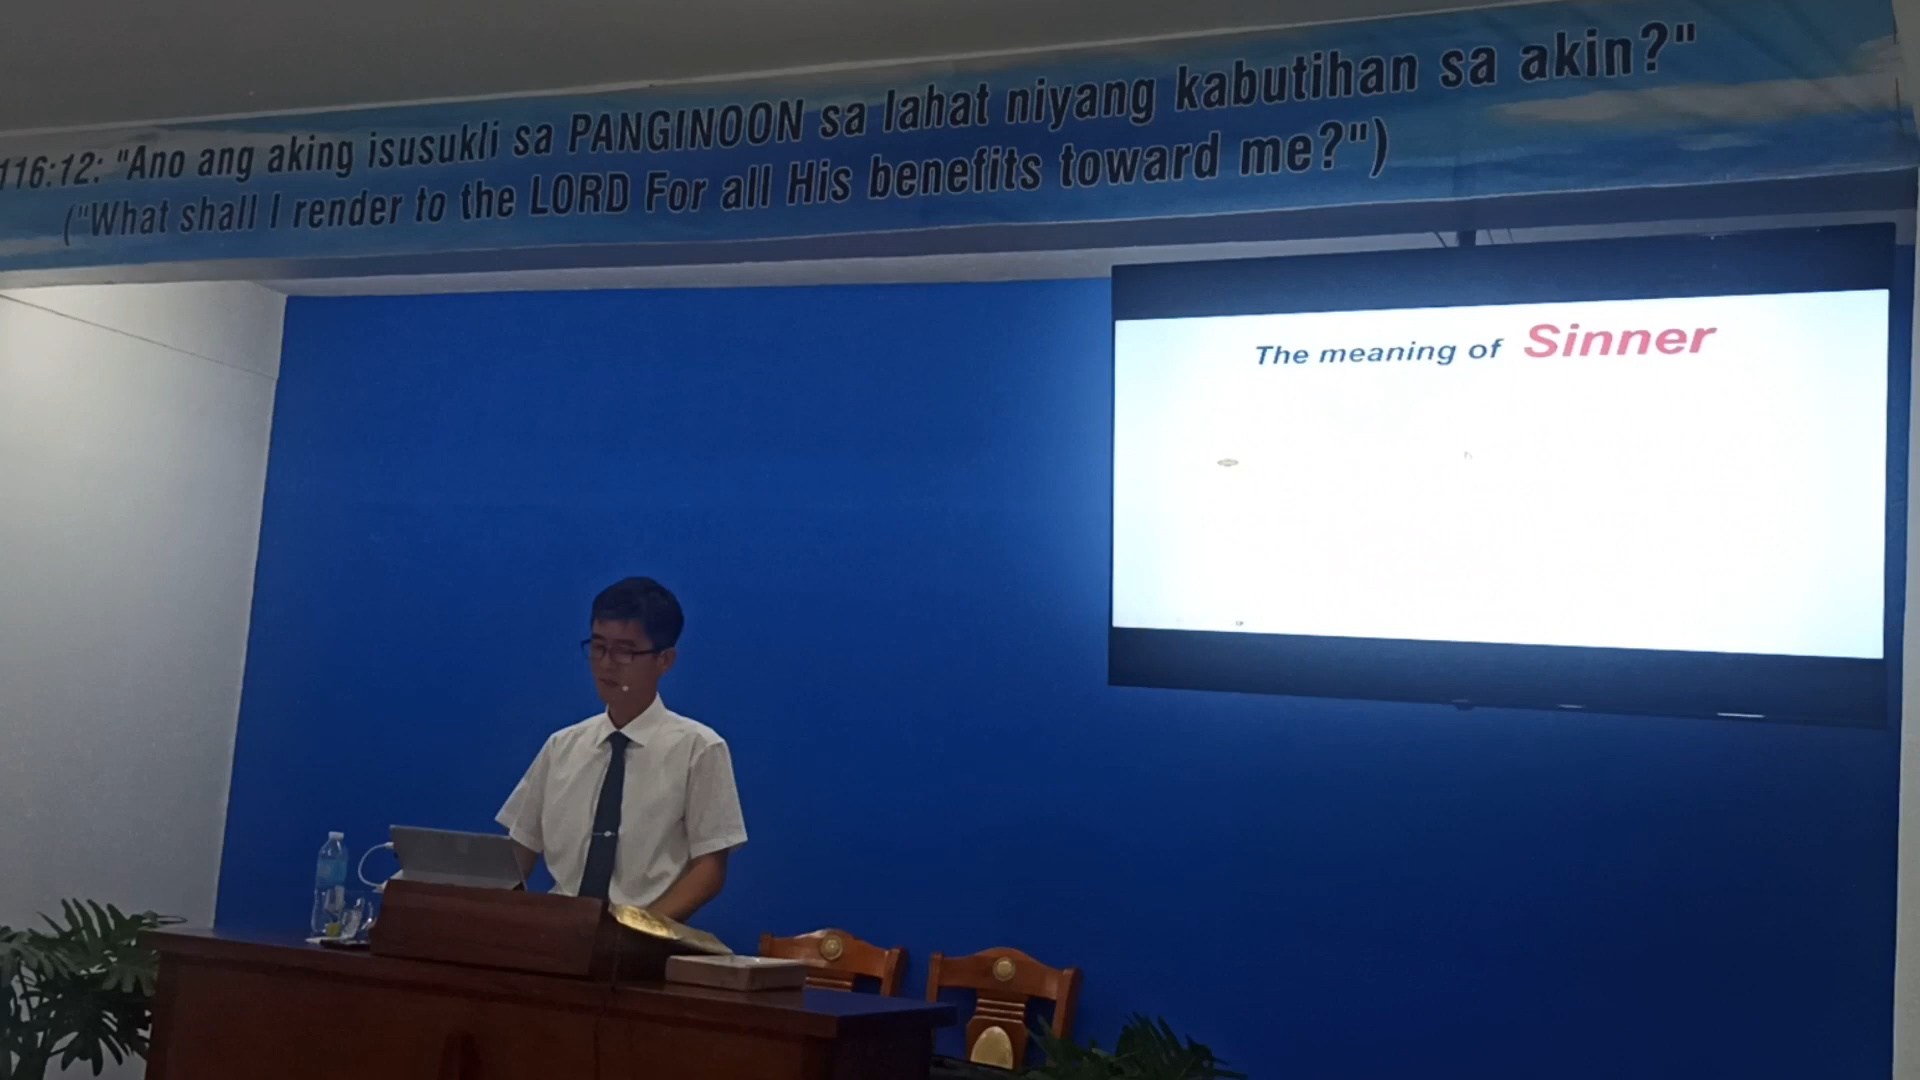 116:12: "Ano ang aking isusukli sa PANGINOON sa lahat niyang kabutihan sa akin?"
("What shall I render to the LORD For all His benefits toward me?")
The meaning of Sinner